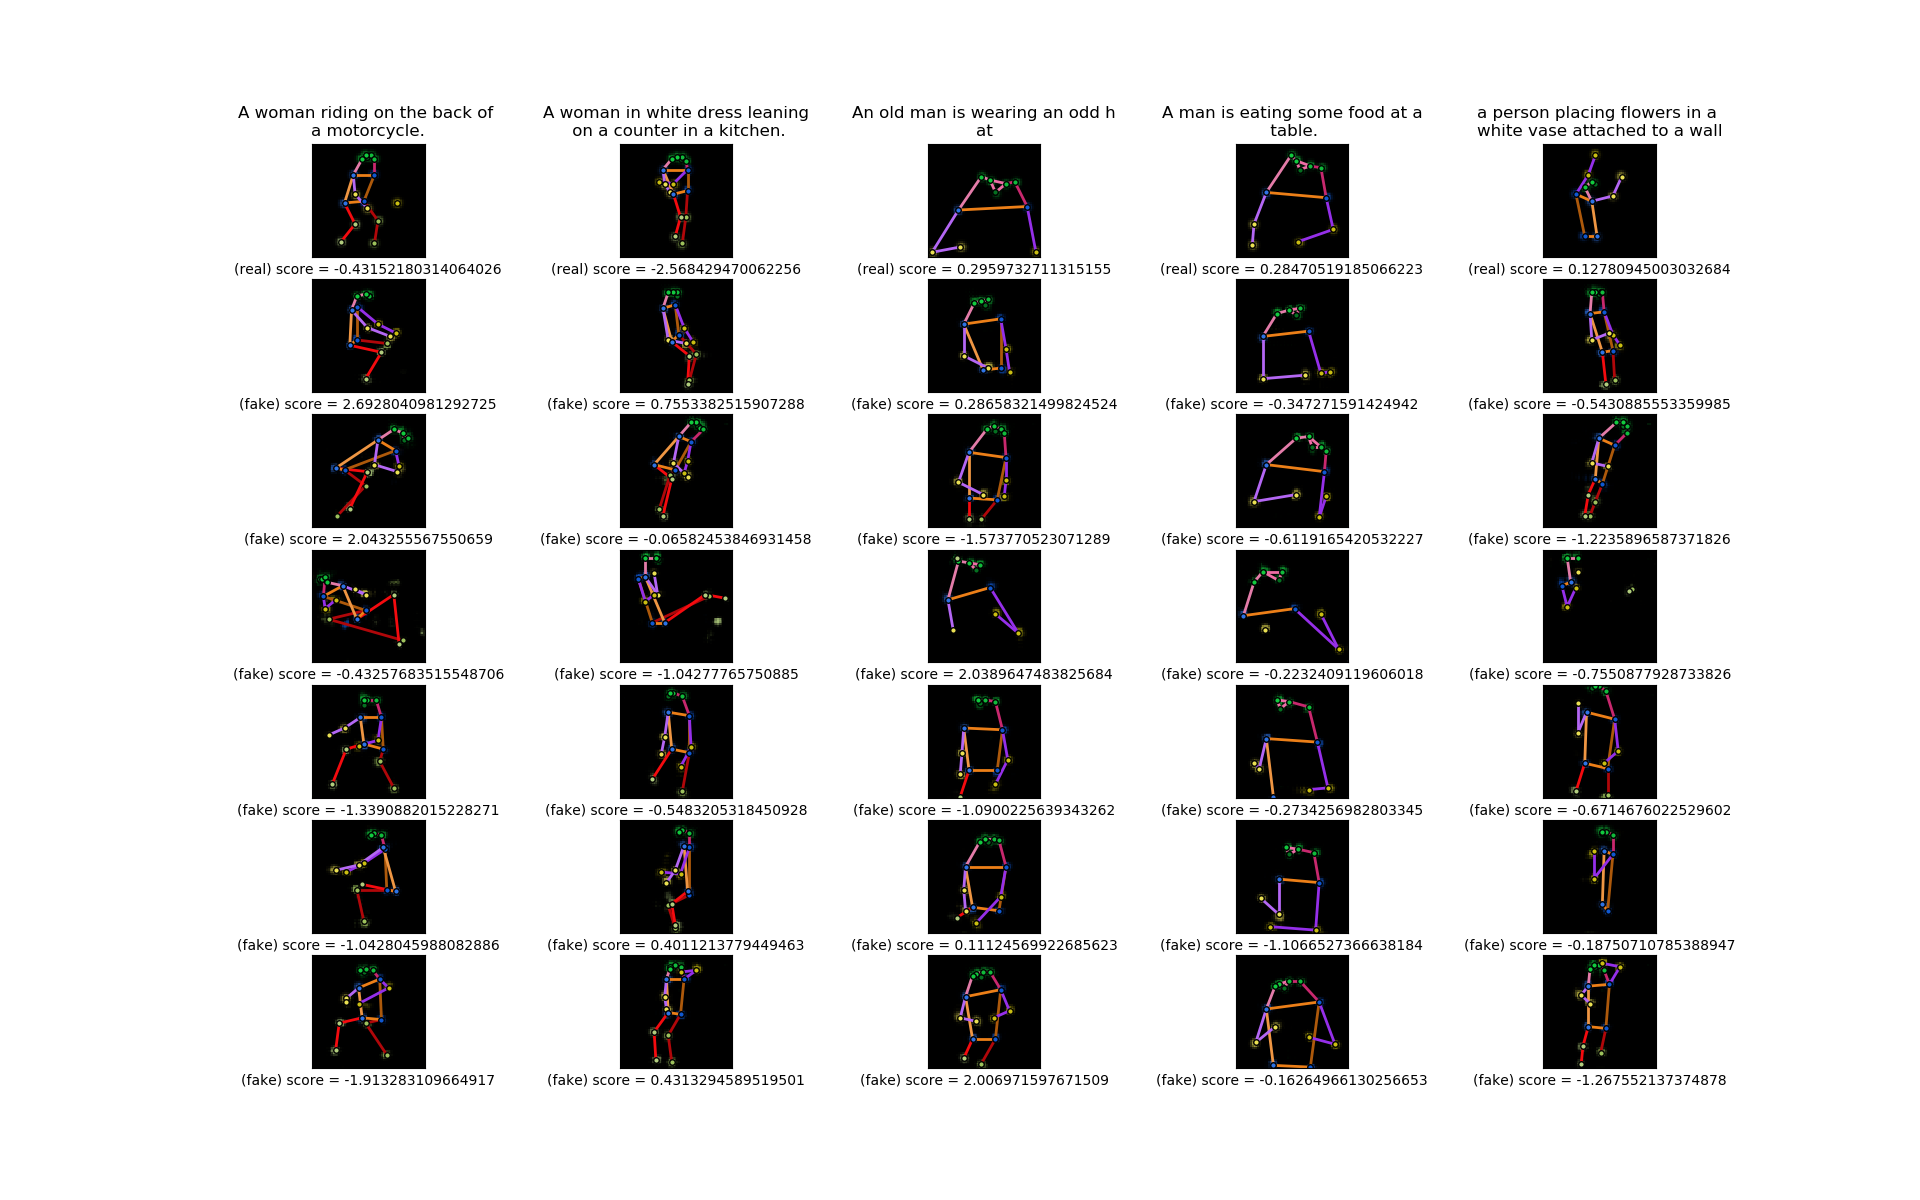 A woman riding on the back of
a motorcycle.
A woman in white dress leaning
on a counter in a kitchen.
An old man is wearing an odd h
at
A man is eating some food at a
table.
a person placing flowers in a
white vase attached to a wall
(real) score = -0.43152180314064026
(real) score = -2.568429470062256
(real) score = 0.2959732711315155
(real) score = 0.28470519185066223
(real) score = 0.12780945003032684
(fake) score = 2.6928040981292725
(fake) score = 0.7553382515907288
(fake) score = 0.28658321499824524
(fake) score = -0.347271591424942
(fake) score = -0.5430885553359985
(fake) score = 2.043255567550659
(fake) score = -0.06582453846931458
(fake) score = -1.573770523071289
(fake) score = -0.6119165420532227
(fake) score = -1.2235896587371826
(fake) score = -0.43257683515548706
(fake) score = -1.04277765750885
(fake) score = 2.0389647483825684
(fake) score = -0.2232409119606018
(fake) score = -0.7550877928733826
(fake) score = -1.3390882015228271
(fake) score = -0.5483205318450928
(fake) score = -1.0900225639343262
(fake) score = -0.2734256982803345
(fake) score = -0.6714676022529602
(fake) score = -1.0428045988082886
(fake) score = 0.4011213779449463
(fake) score = 0.11124569922685623
(fake) score = -1.1066527366638184
(fake) score = -0.18750710785388947
(fake) score = -1.913283109664917
(fake) score = 0.4313294589519501
(fake) score = 2.006971597671509
(fake) score = -0.16264966130256653
(fake) score = -1.267552137374878